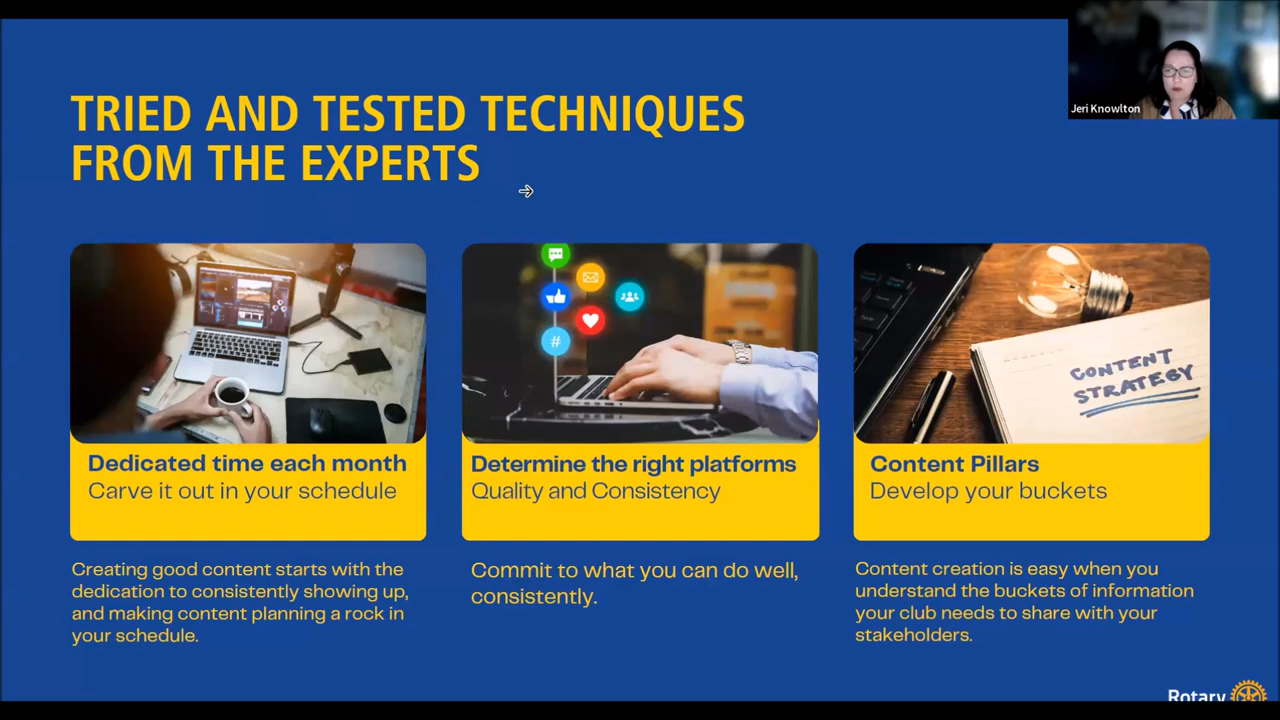 Jeri Knowlton
TRIED AND TESTED TECHNIQUES
FROM THE EXPERTS
#
CONTENT
STRATEGY
Dedicated time each month
Carve it out in your schedule
Determine the right platforms
Quality and Consistency
Content Pillars
Develop your buckets
Creating good content starts with the
dedication to consistently showing up,
and making content planning a rock in
your schedule.
Commit to what you can do well,
consistently.
Content creation is easy when you
understand the buckets of information
your club needs to share with your
stakeholders.
Rotary